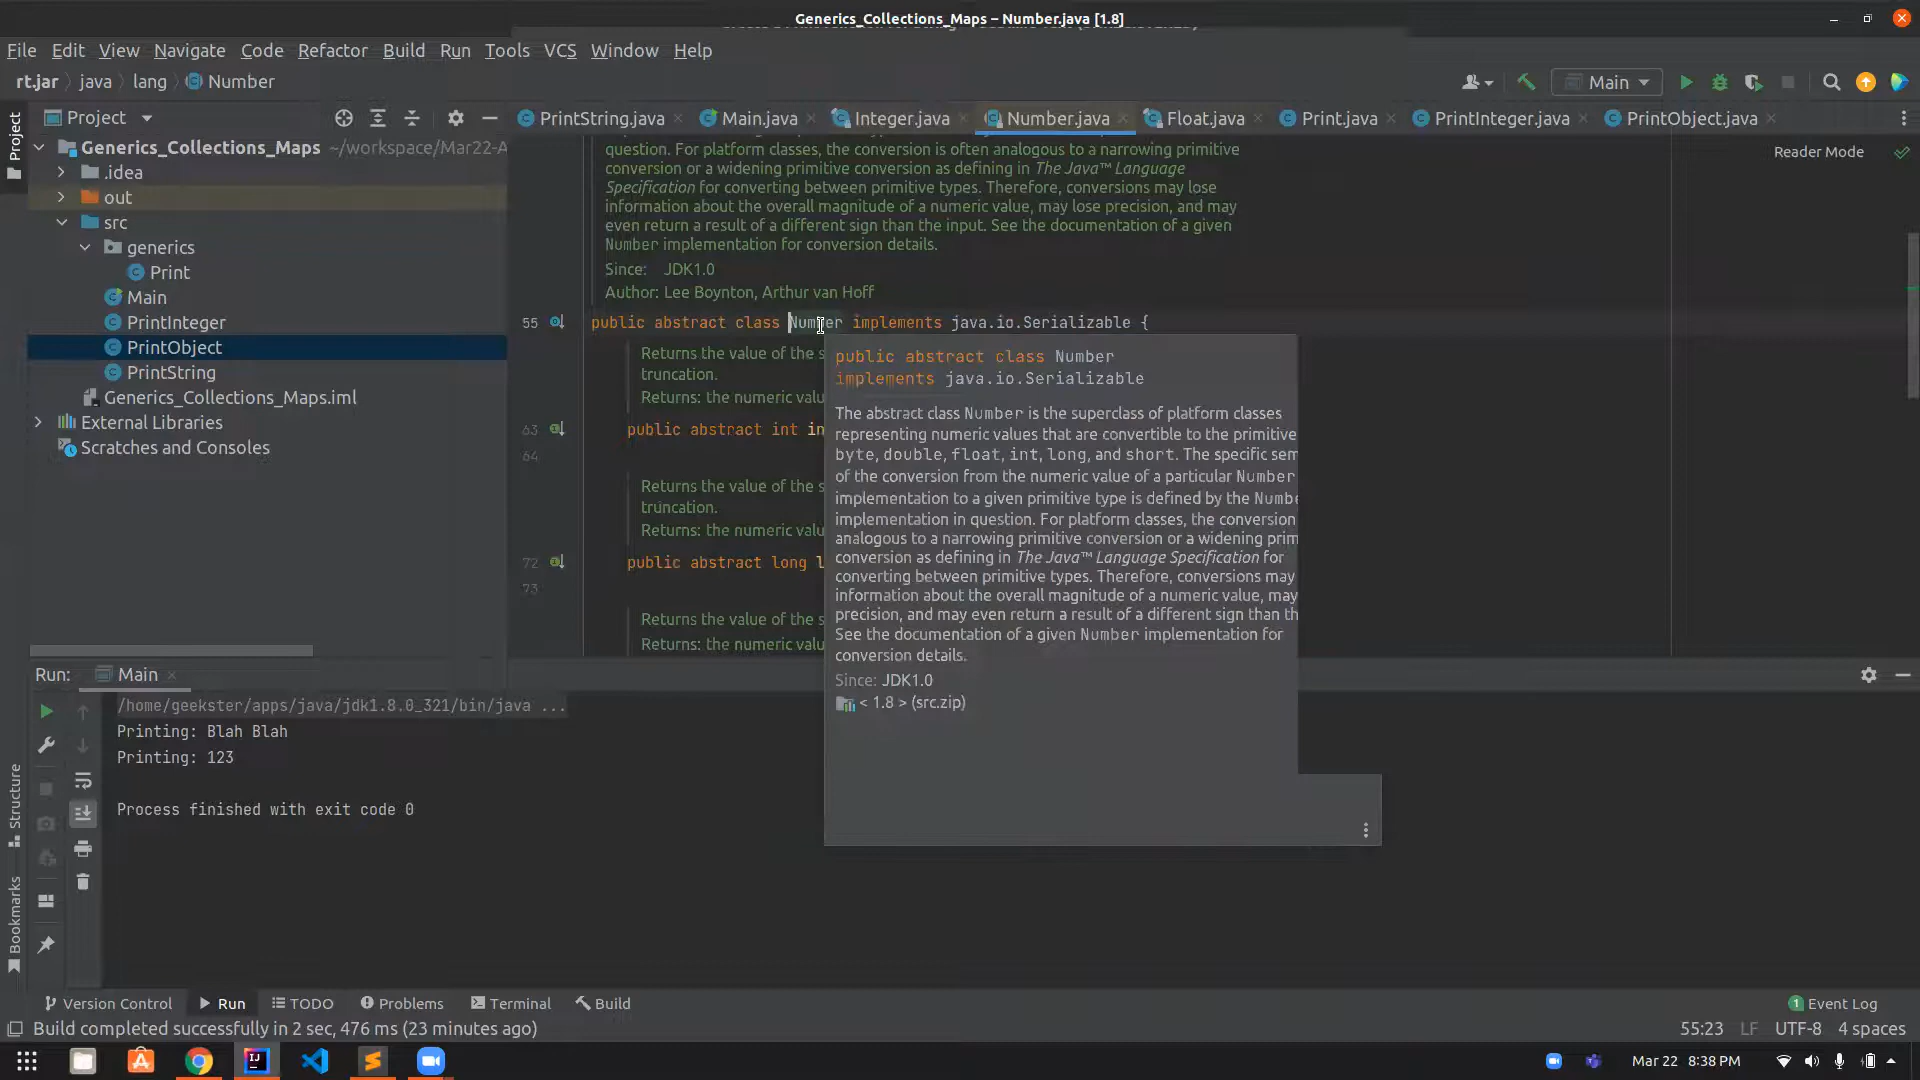 Generics_Collections_Maps – Number.java [1.8]
File Edit View Navigate Code Refactor Build Run Tools VCS Window Help
rt.jar java lang Number
Main
Project
Project
PrintString.java Main.java Integer.java Number.java Float.java Print.java PrintInteger.java PrintObject.java
Generics_Collections_Maps ~/workspace/Mar22-A
.idea
out
src
generics
Print
Main
PrintInteger
PrintObject
PrintString
Generics_Collections_Maps.iml
External Libraries
Scratches and Consoles
Reader Mode
question. For platform classes, the conversion is often analogous to a narrowing primitive
conversion or a widening primitive conversion as defining in The Java™ Language
Specification for converting between primitive types. Therefore, conversions may lose
information about the overall magnitude of a numeric value, may lose precision, and may
even return a result of a different sign than the input. See the documentation of a given
Number implementation for conversion details.
Since: JDK1.0
Author: Lee Boynton, Arthur van Hoff
55 public abstract class Number implements java.io.Serializable {
Returns the value of the s
truncation.
Returns: the numeric valu
63 public abstract int in
64
Returns the value of the s
truncation.
Returns: the numeric valu
72 public abstract long l
73
Returns the value of the s
Returns: the numeric valu
public abstract class Number
implements java.io.Serializable
The abstract class Number is the superclass of platform classes
representing numeric values that are convertible to the primitive
byte, double, float, int, long, and short. The specific sem
of the conversion from the numeric value of a particular Number
implementation to a given primitive type is defined by the Numbe
implementation in question. For platform classes, the conversion
analogous to a narrowing primitive conversion or a widening prim
conversion as defining in The Java™ Language Specification for
converting between primitive types. Therefore, conversions may
information about the overall magnitude of a numeric value, may
precision, and may even return a result of a different sign than th
See the documentation of a given Number implementation for
conversion details.
Since: JDK1.0
< 1.8 > (src.zip)
Run: Main
/home/geekster/apps/java/jdk1.8.0_321/bin/java ...
Printing: Blah Blah
Printing: 123
Process finished with exit code 0
Structure
Bookmarks
Version Control Run TODO Problems Terminal Build
1 Event Log
Build completed successfully in 2 sec, 476 ms (23 minutes ago)
55:23 LF UTF-8 4 spaces
Mar 22 8:38 PM